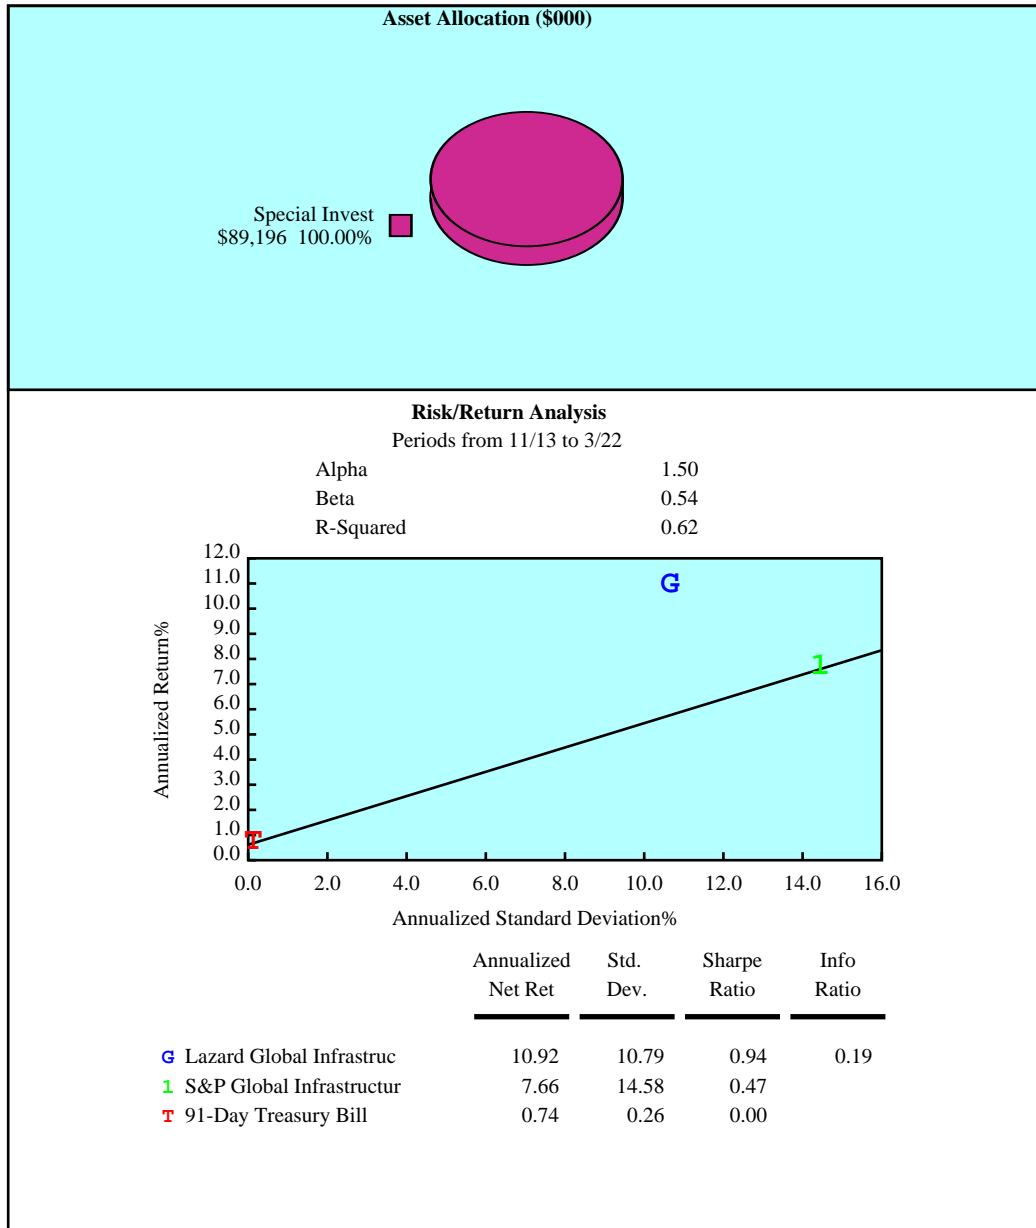 Asset Allocation ($000)
Special Invest
$89,196 100.00%
Risk/Return Analysis
Periods from 11/13 to 3/22
Alpha 1.50
Beta 0.54
R-Squared 0.62
12.0
11.0
10.0
9.0
8.0
7.0
6.0
5.0
4.0
3.0
2.0
1.0
0.0
Annualized Return%
G
1
T
0.0 2.0 4.0 6.0 8.0 10.0 12.0 14.0 16.0
Annualized Standard Deviation%
Annualized Std. Sharpe Info
Net Ret Dev. Ratio Ratio
G Lazard Global Infrastruc 10.92 10.79 0.94 0.19
1 S&P Global Infrastructur 7.66 14.58 0.47
T 91-Day Treasury Bill 0.74 0.26 0.00